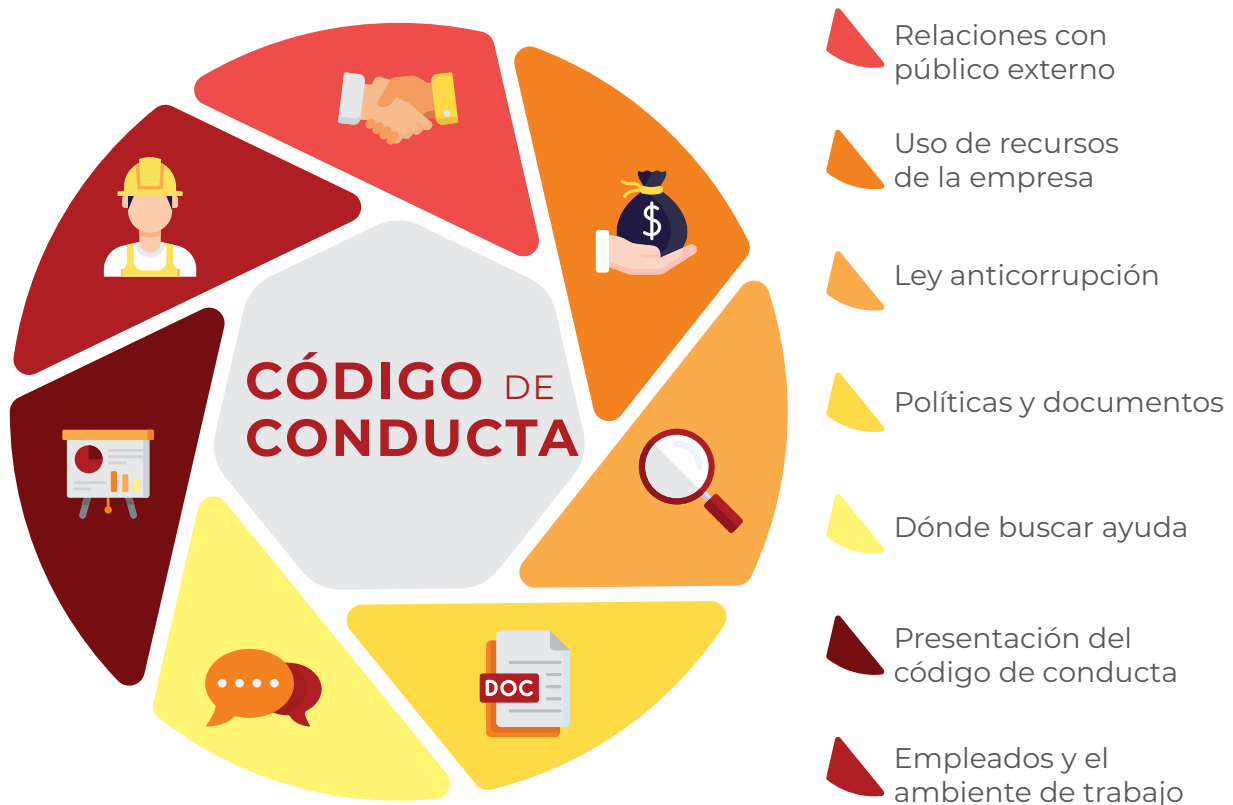 CÓDIGO DE
CONDUCTA
$
DOC
Relaciones con
público externo
Uso de recursos
de la empresa
Ley anticorrupción
Políticas y documentos
Dónde buscar ayuda
Presentación del
código de conducta
Empleados y el
ambiente de trabajo